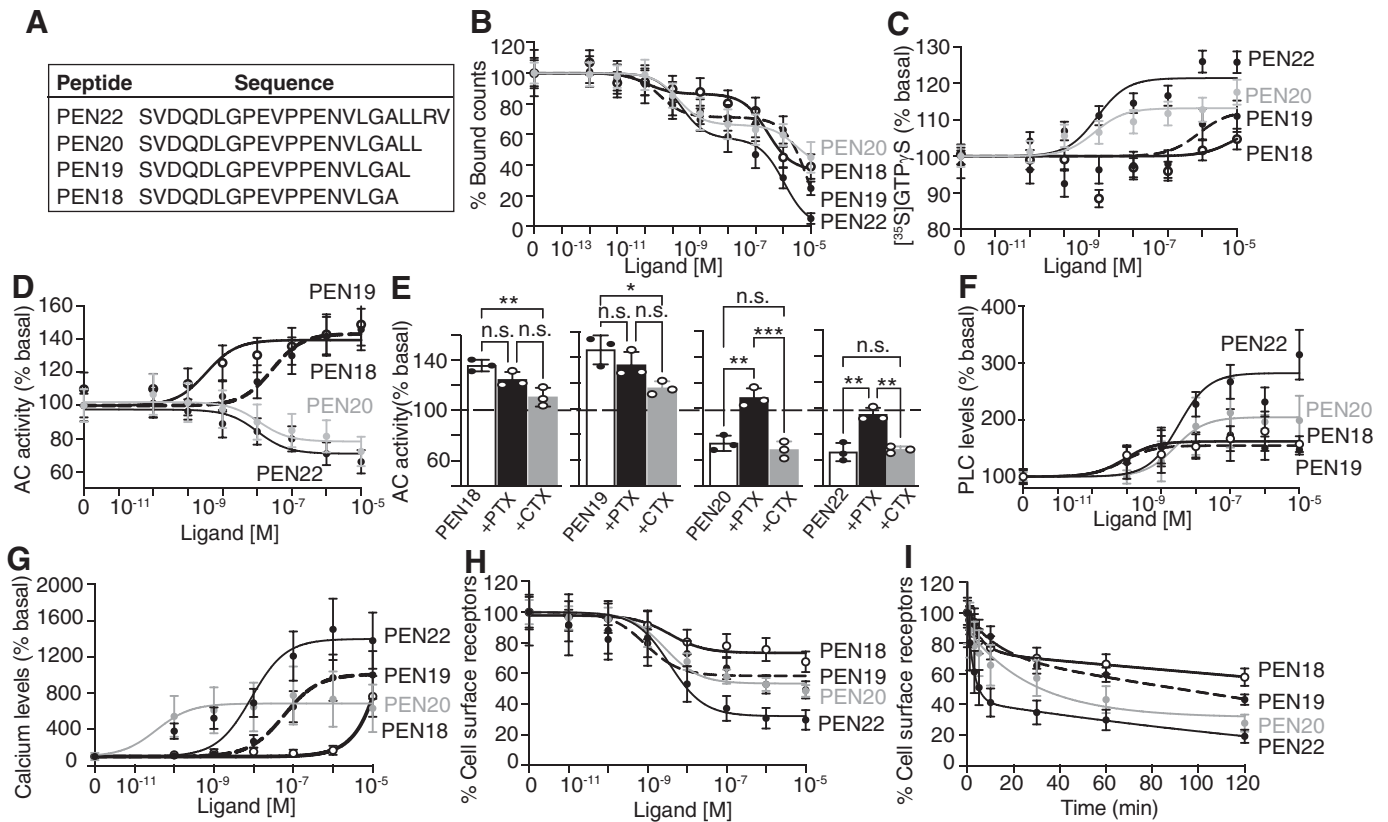 A
Peptide Sequence
PEN22 SVDQDLGPEVPPENVLGALLRV
PEN20 SVDQDLGPEVPPENVLGALL
PEN19 SVDQDLGPEVPPENVLGAL
PEN18 SVDQDLGPEVPPENVLGA
B
% Bound counts
120
100
80
60
40
20
0
PEN20
PEN18
PEN19
PEN22
0 10-13 10-11 10-9 10-7 10-5
Ligand [M]
C
[35S]GTPγS (% basal)
130
120
110
100
90
80
PEN22
PEN20
PEN19
PEN18
0 10-11 10-9 10-7 10-5
Ligand [M]
D
AC activity (% basal)
160
140
120
100
80
60
PEN19
PEN18
PEN20
PEN22
0 10-11 10-9 10-7 10-5
Ligand [M]
E
AC activity(% basal)
140
100
60
**
n.s. n.s.
PEN18 +PTX +CTX
*
n.s. n.s.
PEN19 +PTX +CTX
n.s.
***
**
PEN20 +PTX +CTX
n.s.
** **
PEN22 +PTX +CTX
F
PLC levels (% basal)
400
300
200
100
PEN22
PEN20
PEN18
PEN19
0 10-11 10-9 10-7 10-5
Ligand [M]
G
Calcium levels (% basal)
2000
1600
1200
800
400
0
PEN22
PEN19
PEN20
PEN18
0 10-11 10-9 10-7 10-5
Ligand [M]
H
% Cell surface receptors
120
100
80
60
40
20
0
PEN18
PEN19
PEN20
PEN22
0 10-11 10-9 10-7 10-5
Ligand [M]
I
% Cell surface receptors
120
100
80
60
40
20
0
PEN18
PEN19
PEN20
PEN22
0 20 40 60 80 100 120
Time (min)